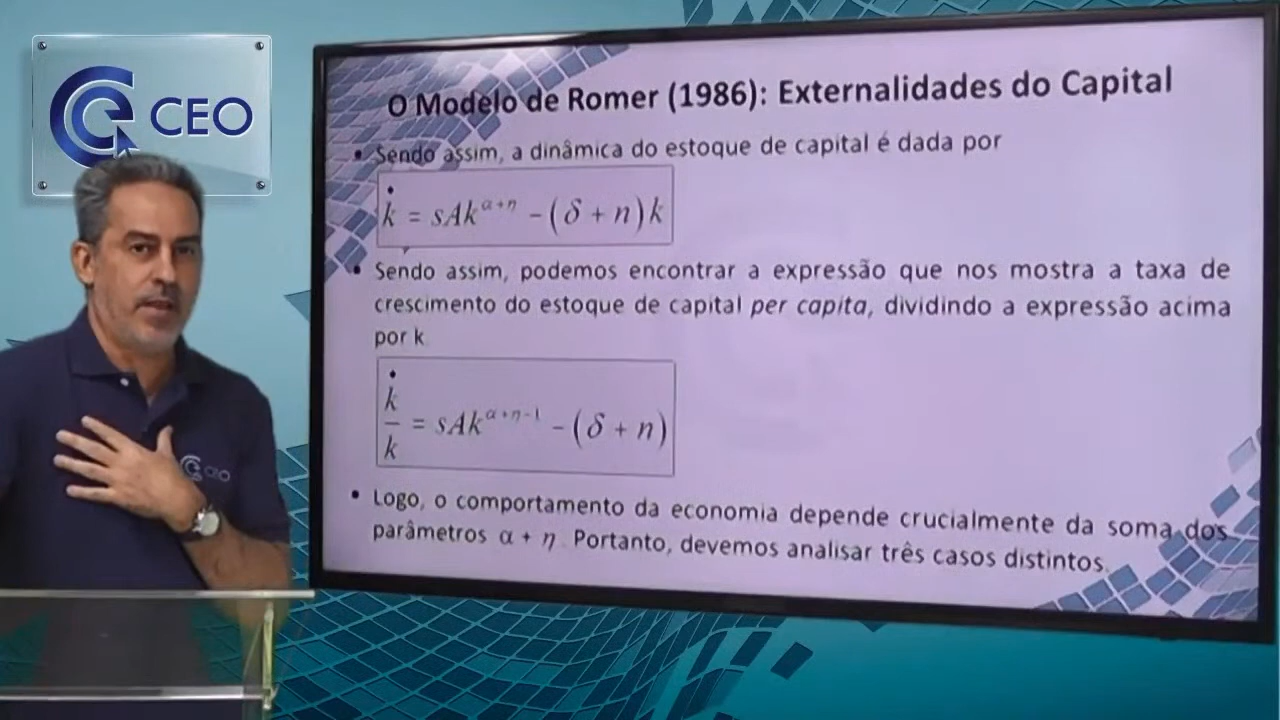 CEO
O Modelo de Romer (1986): Externalidades do Capital
• Sendo assim, a dinâmica do estoque de capital é dada por
k̇ = sAk^{α+η} − (δ + n)k
• Sendo assim, podemos encontrar a expressão que nos mostra a taxa de
crescimento do estoque de capital per capita, dividindo a expressão acima
por k.
k̇/k = sAk^{α+η−1} − (δ + n)
• Logo, o comportamento da economia depende crucialmente da soma dos
parâmetros α + η. Portanto, devemos analisar três casos distintos.
CEO